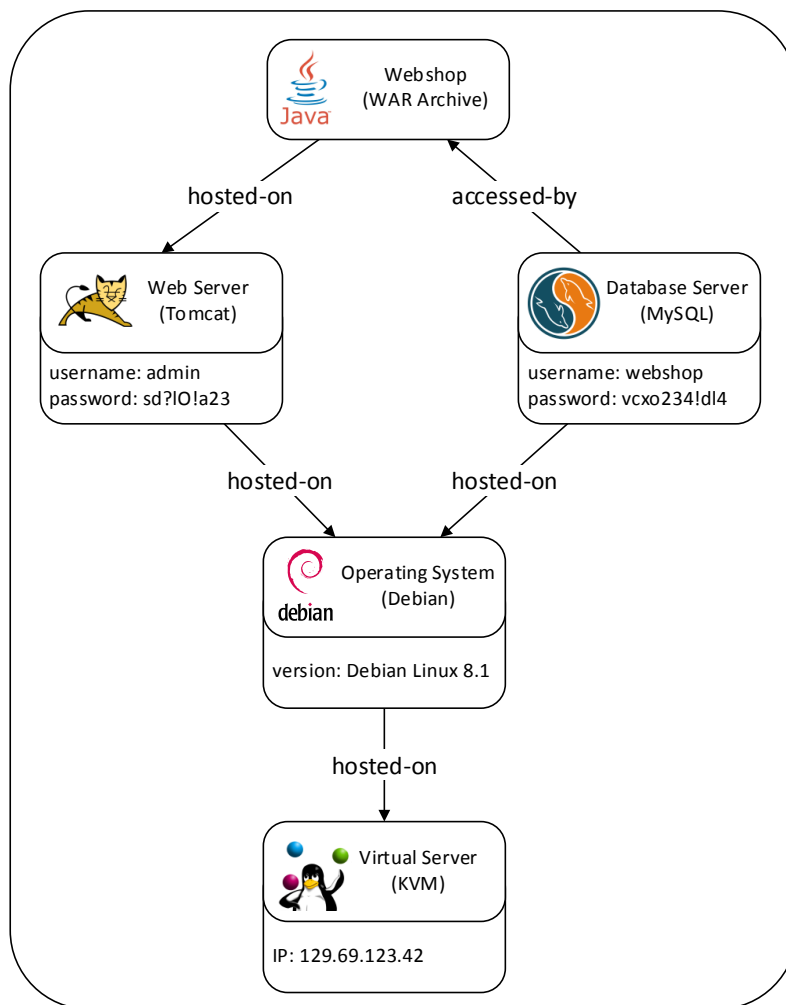 Webshop
(WAR Archive)
Java
hosted-on
accessed-by
Web Server
(Tomcat)
username: admin
password: sd?lO!a23
Database Server
(MySQL)
username: webshop
password: vcxo234!dl4
hosted-on
hosted-on
Operating System
(Debian)
debian
version: Debian Linux 8.1
hosted-on
Virtual Server
(KVM)
IP: 129.69.123.42